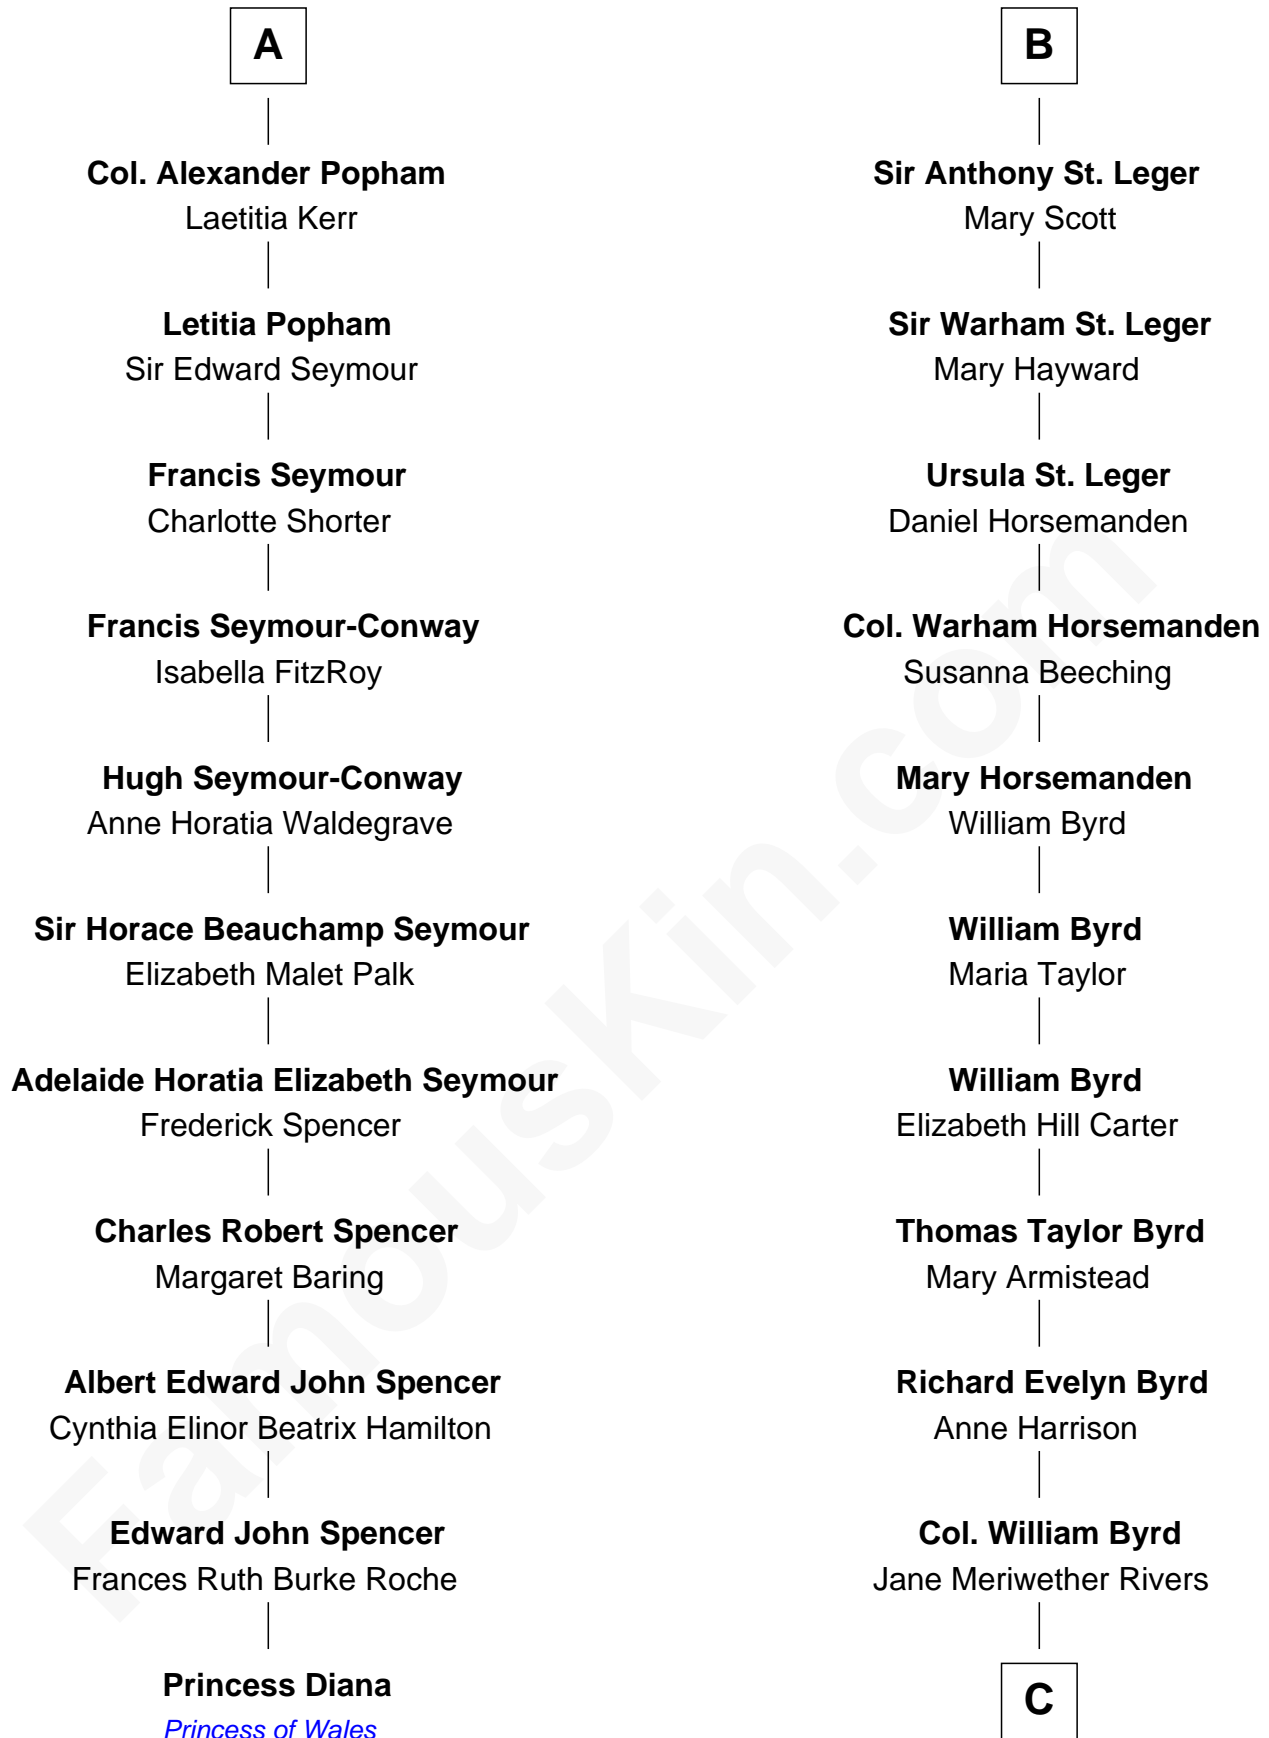 A
Col. Alexander Popham
Laetitia Kerr
Letitia Popham
Sir Edward Seymour
Francis Seymour
Charlotte Shorter
Francis Seymour-Conway
Isabella FitzRoy
Hugh Seymour-Conway
Anne Horatia Waldegrave
Sir Horace Beauchamp Seymour
Elizabeth Malet Palk
Adelaide Horatia Elizabeth Seymour
Frederick Spencer
Charles Robert Spencer
Margaret Baring
Albert Edward John Spencer
Cynthia Elinor Beatrix Hamilton
Edward John Spencer
Frances Ruth Burke Roche
Princess Diana
Princess of Wales
B
Sir Anthony St. Leger
Mary Scott
Sir Warham St. Leger
Mary Hayward
Ursula St. Leger
Daniel Horsemanden
Col. Warham Horsemanden
Susanna Beeching
Mary Horsemanden
William Byrd
William Byrd
Maria Taylor
William Byrd
Elizabeth Hill Carter
Thomas Taylor Byrd
Mary Armistead
Richard Evelyn Byrd
Anne Harrison
Col. William Byrd
Jane Meriwether Rivers
C
FamousKin.com